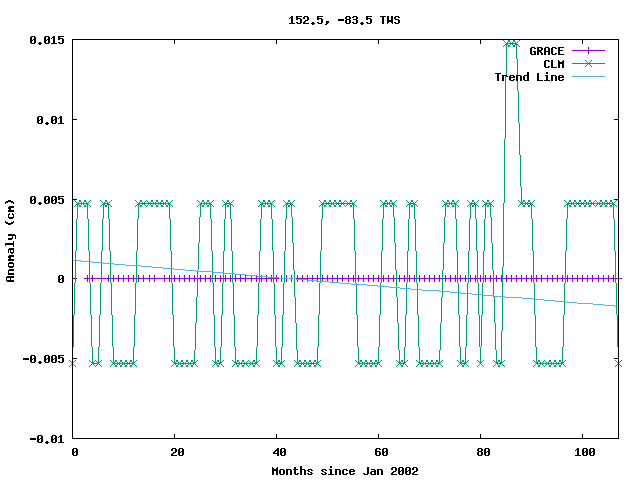 152.5, -83.5 TWS
0.015
0.01
0.005
0
-0.005
-0.01
Anomaly (cm)
GRACE
CLM
Trend Line
0 20 40 60 80 100
Months since Jan 2002